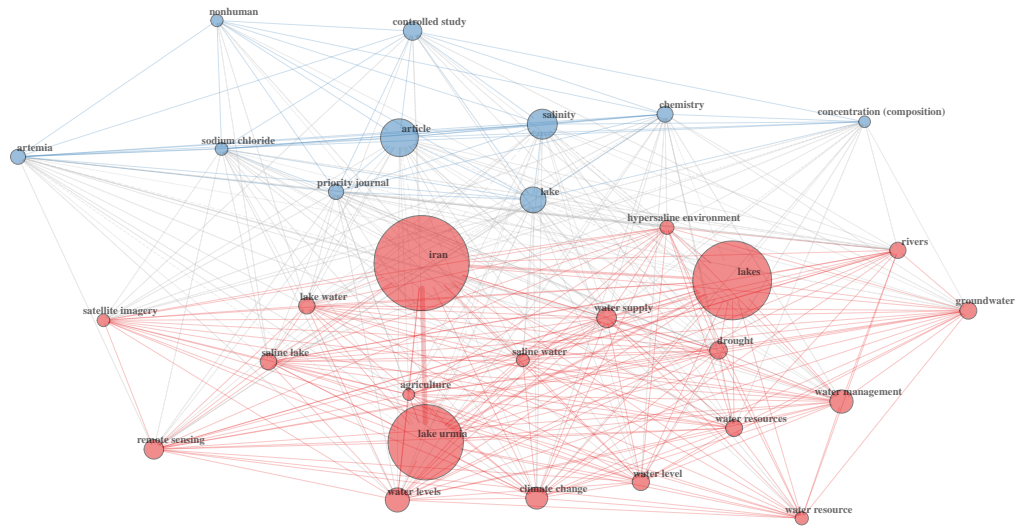 nonhuman
controlled study
chemistry
concentration (composition)
salinity
article
sodium chloride
artemia
priority journal
lake
hypersaline environment
rivers
iran
lakes
lake water
satellite imagery
water supply
groundwater
drought
saline lake
saline water
agriculture
water management
water resources
lake urmia
remote sensing
water level
water levels
climate change
water resource